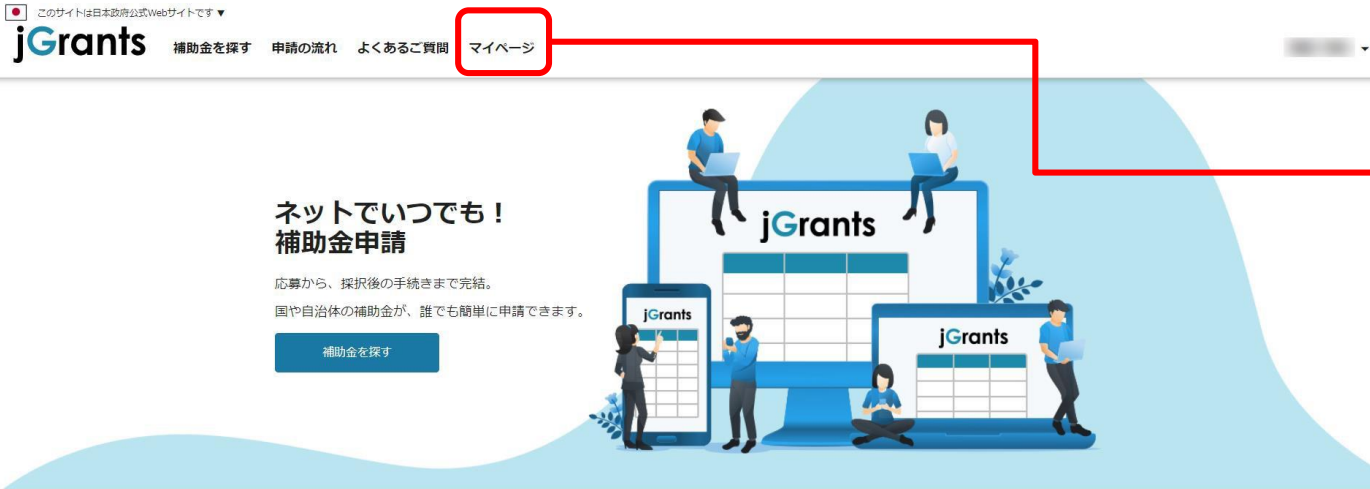 このサイトは日本政府公式Webサイトです ▼
jGrants 補助金を探す 申請の流れ よくあるご質問 マイページ
ネットでいつでも！
補助金申請
応募から、採択後の手続きまで完結。
国や自治体の補助金が、誰でも簡単に申請できます。
補助金を探す
jGrants
jGrants
jGrants